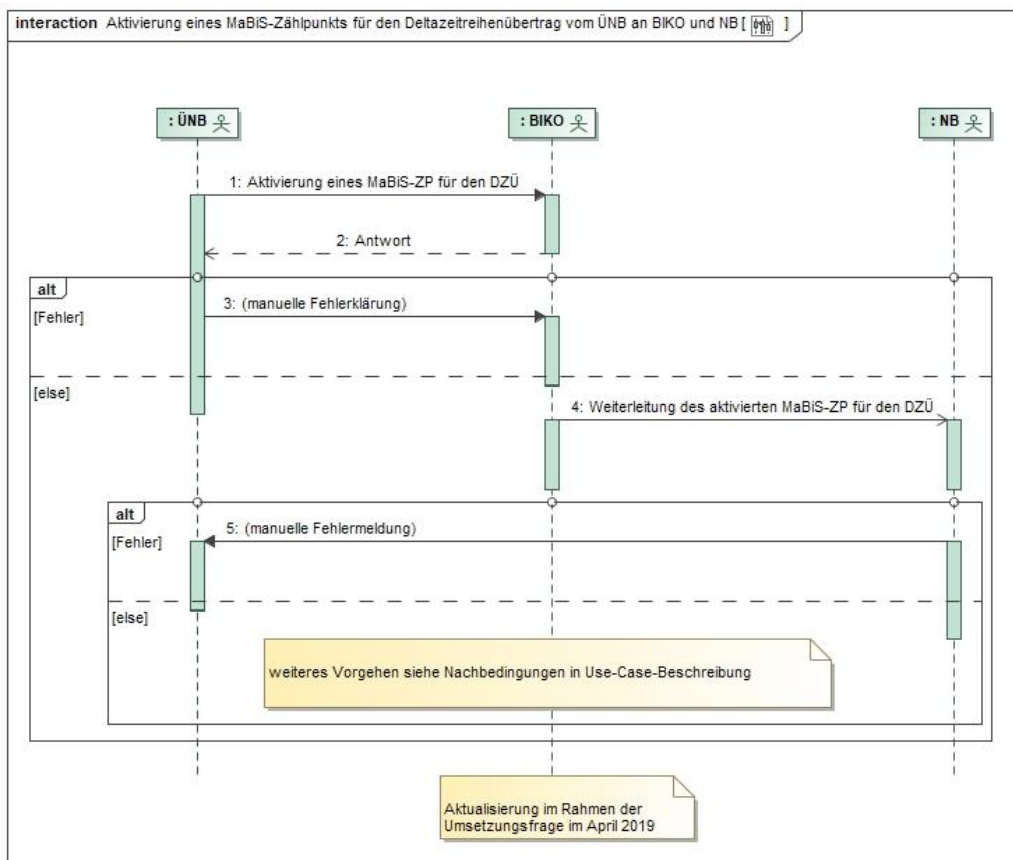 interaction Aktivierung eines MaBiS-Zählpunkts für den Deltazeitreihenübertrag vom ÜNB an BIKO und NB [ ]
: ÜNB
: BIKO
: NB
1: Aktivierung eines MaBiS-ZP für den DZÜ
2: Antwort
alt
[Fehler]
3: (manuelle Fehlerklärung)
[else]
4: Weiterleitung des aktivierten MaBiS-ZP für den DZÜ
alt
[Fehler]
5: (manuelle Fehlermeldung)
[else]
weiteres Vorgehen siehe Nachbedingungen in Use-Case-Beschreibung
Aktualisierung im Rahmen der
Umsetzungsfrage im April 2019